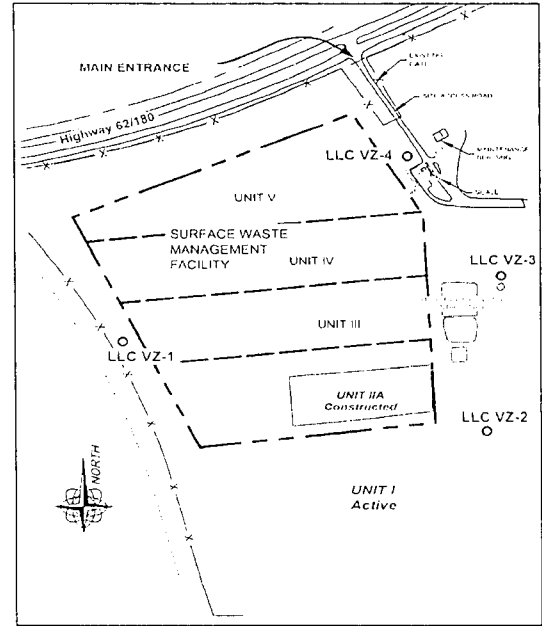 MAIN ENTRANCE
EXISTING
GATE
SITE ACCESS ROAD
Highway 62/180
MAINTENANCE
BUILDING
LLC VZ-4
SCALE
UNIT V
SURFACE WASTE
MANAGEMENT
FACILITY
UNIT IV
LLC VZ-3
UNIT III
LLC VZ-1
UNIT IIA
Constructed
LLC VZ-2
NORTH
UNIT I
Active